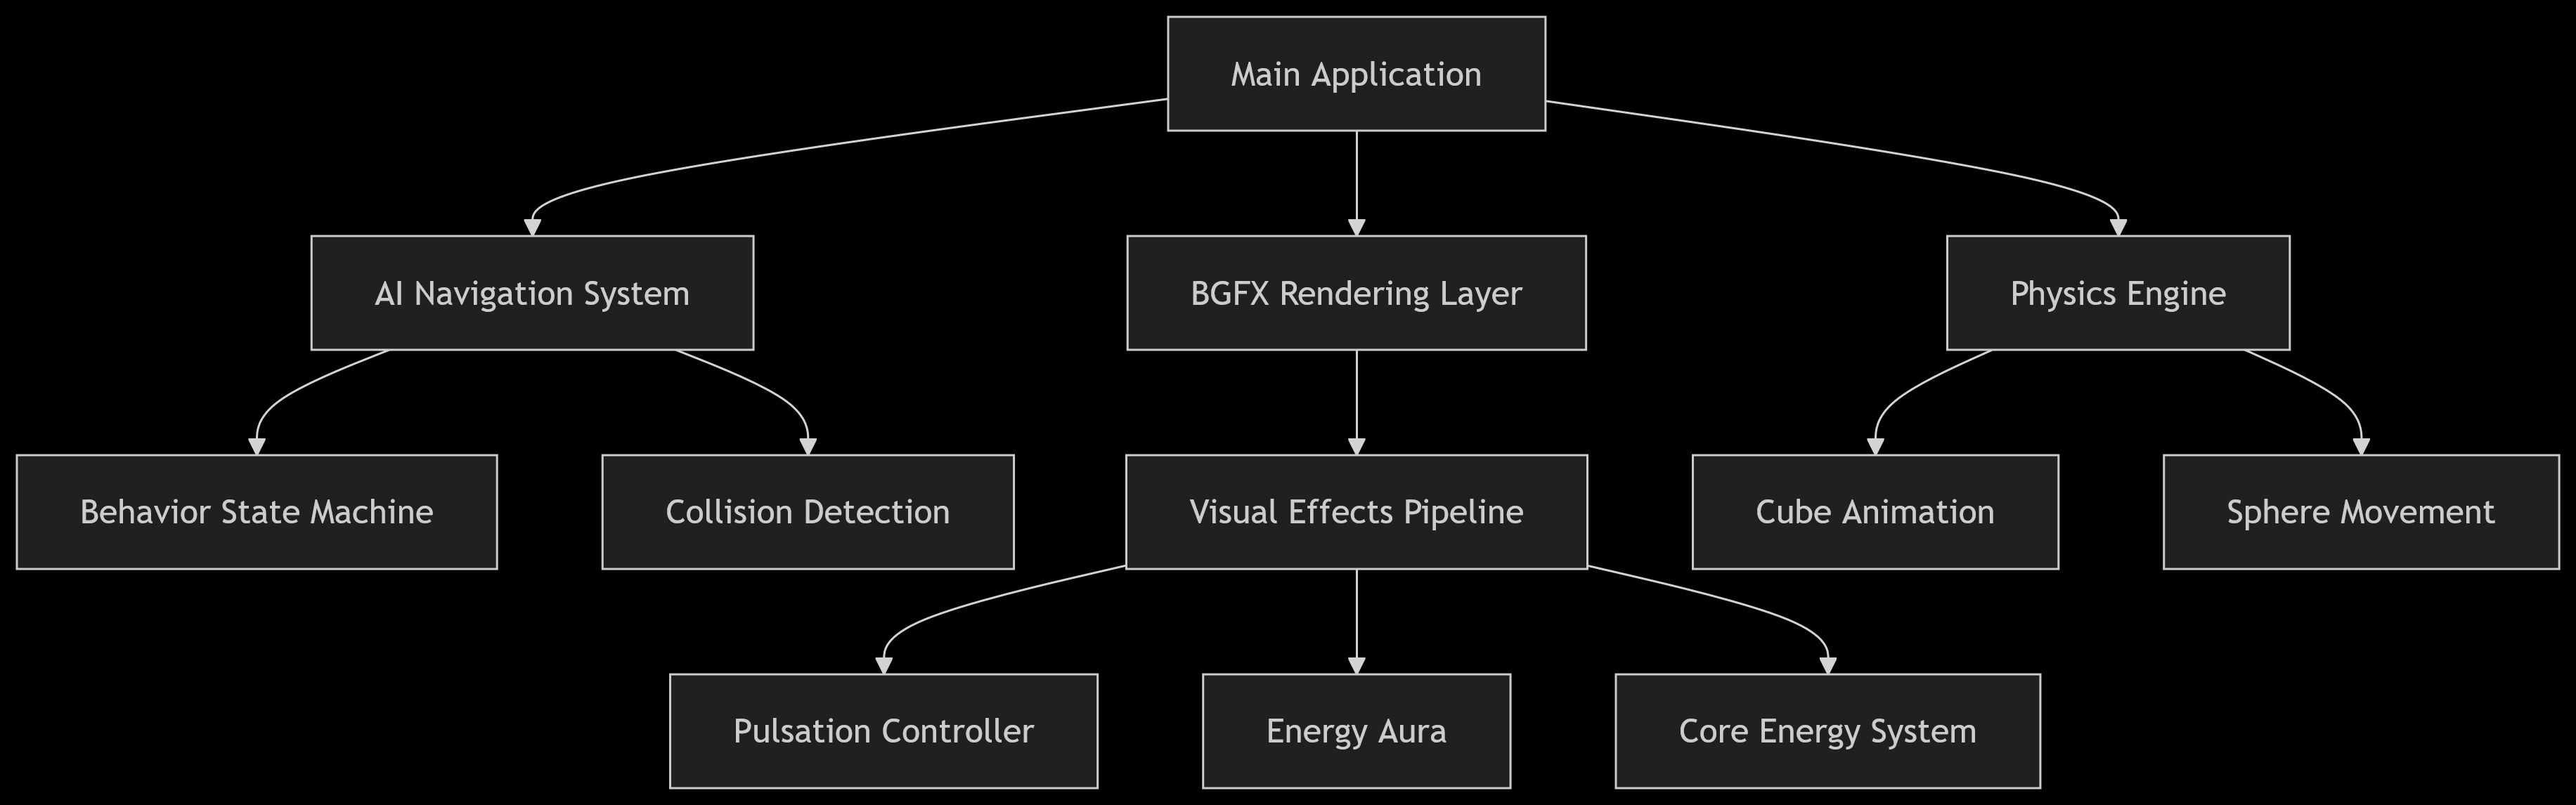 Main Application
AI Navigation System
BGFX Rendering Layer
Physics Engine
Behavior State Machine
Collision Detection
Visual Effects Pipeline
Cube Animation
Sphere Movement
Pulsation Controller
Energy Aura
Core Energy System